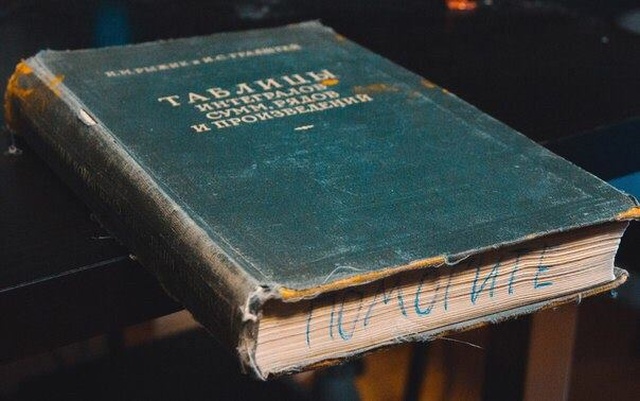 И.М.РЫЖИК и И.С.ГРАДШТЕЙН
ТАБЛИЦЫ
ИНТЕГРАЛОВ
СУММ, РЯДОВ
И ПРОИЗВЕДЕНИЙ
ПОМОГИТЕ